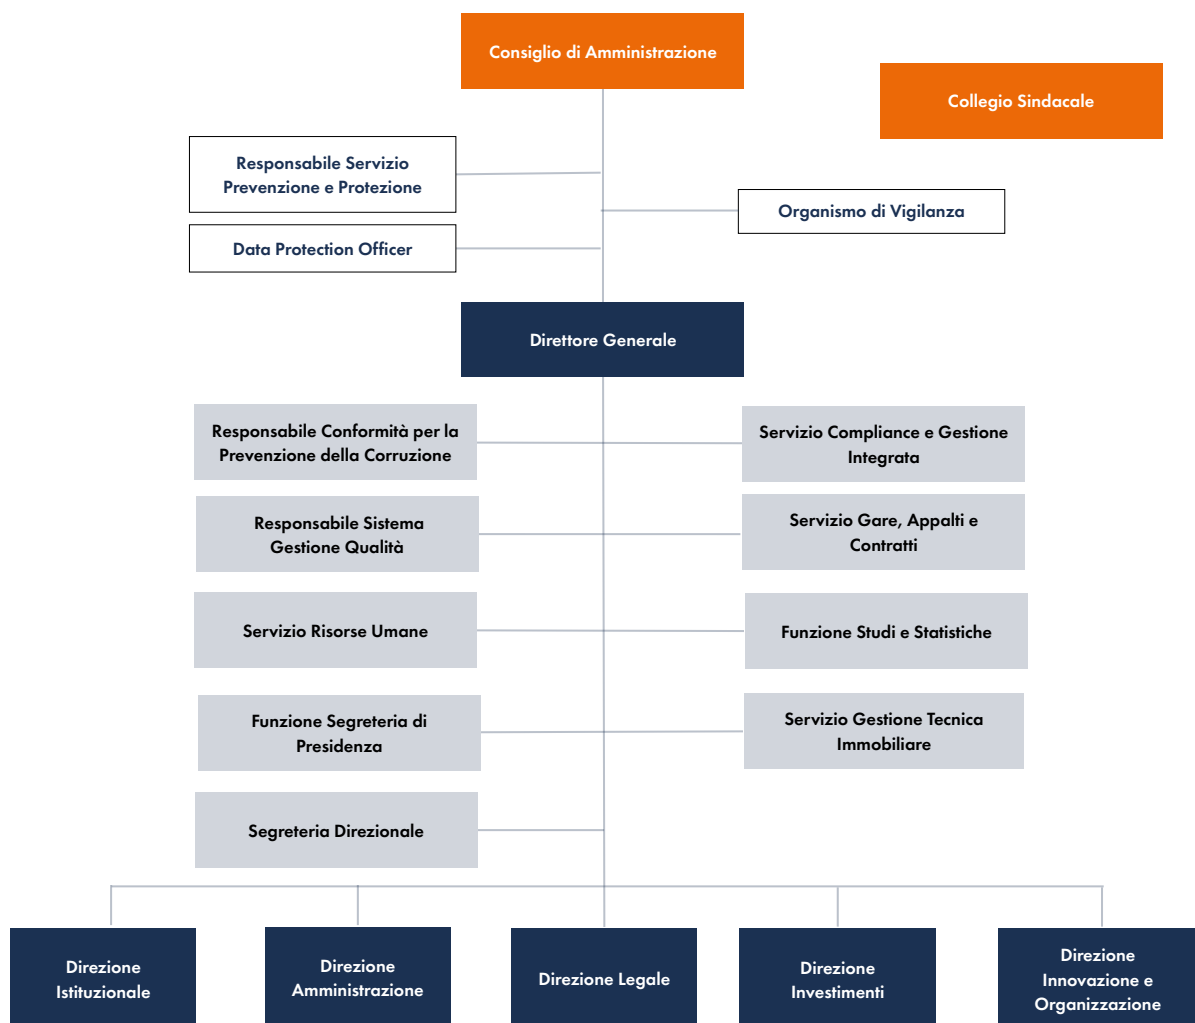 Consiglio di Amministrazione
Collegio Sindacale
Responsabile Servizio
Prevenzione e Protezione
Organismo di Vigilanza
Data Protection Officer
Direttore Generale
Responsabile Conformità per la
Prevenzione della Corruzione
Servizio Compliance e Gestione
Integrata
Responsabile Sistema
Gestione Qualità
Servizio Gare, Appalti e
Contratti
Servizio Risorse Umane
Funzione Studi e Statistiche
Funzione Segreteria di
Presidenza
Servizio Gestione Tecnica
Immobiliare
Segreteria Direzionale
Direzione
Istituzionale
Direzione
Amministrazione
Direzione Legale
Direzione
Investimenti
Direzione
Innovazione e
Organizzazione